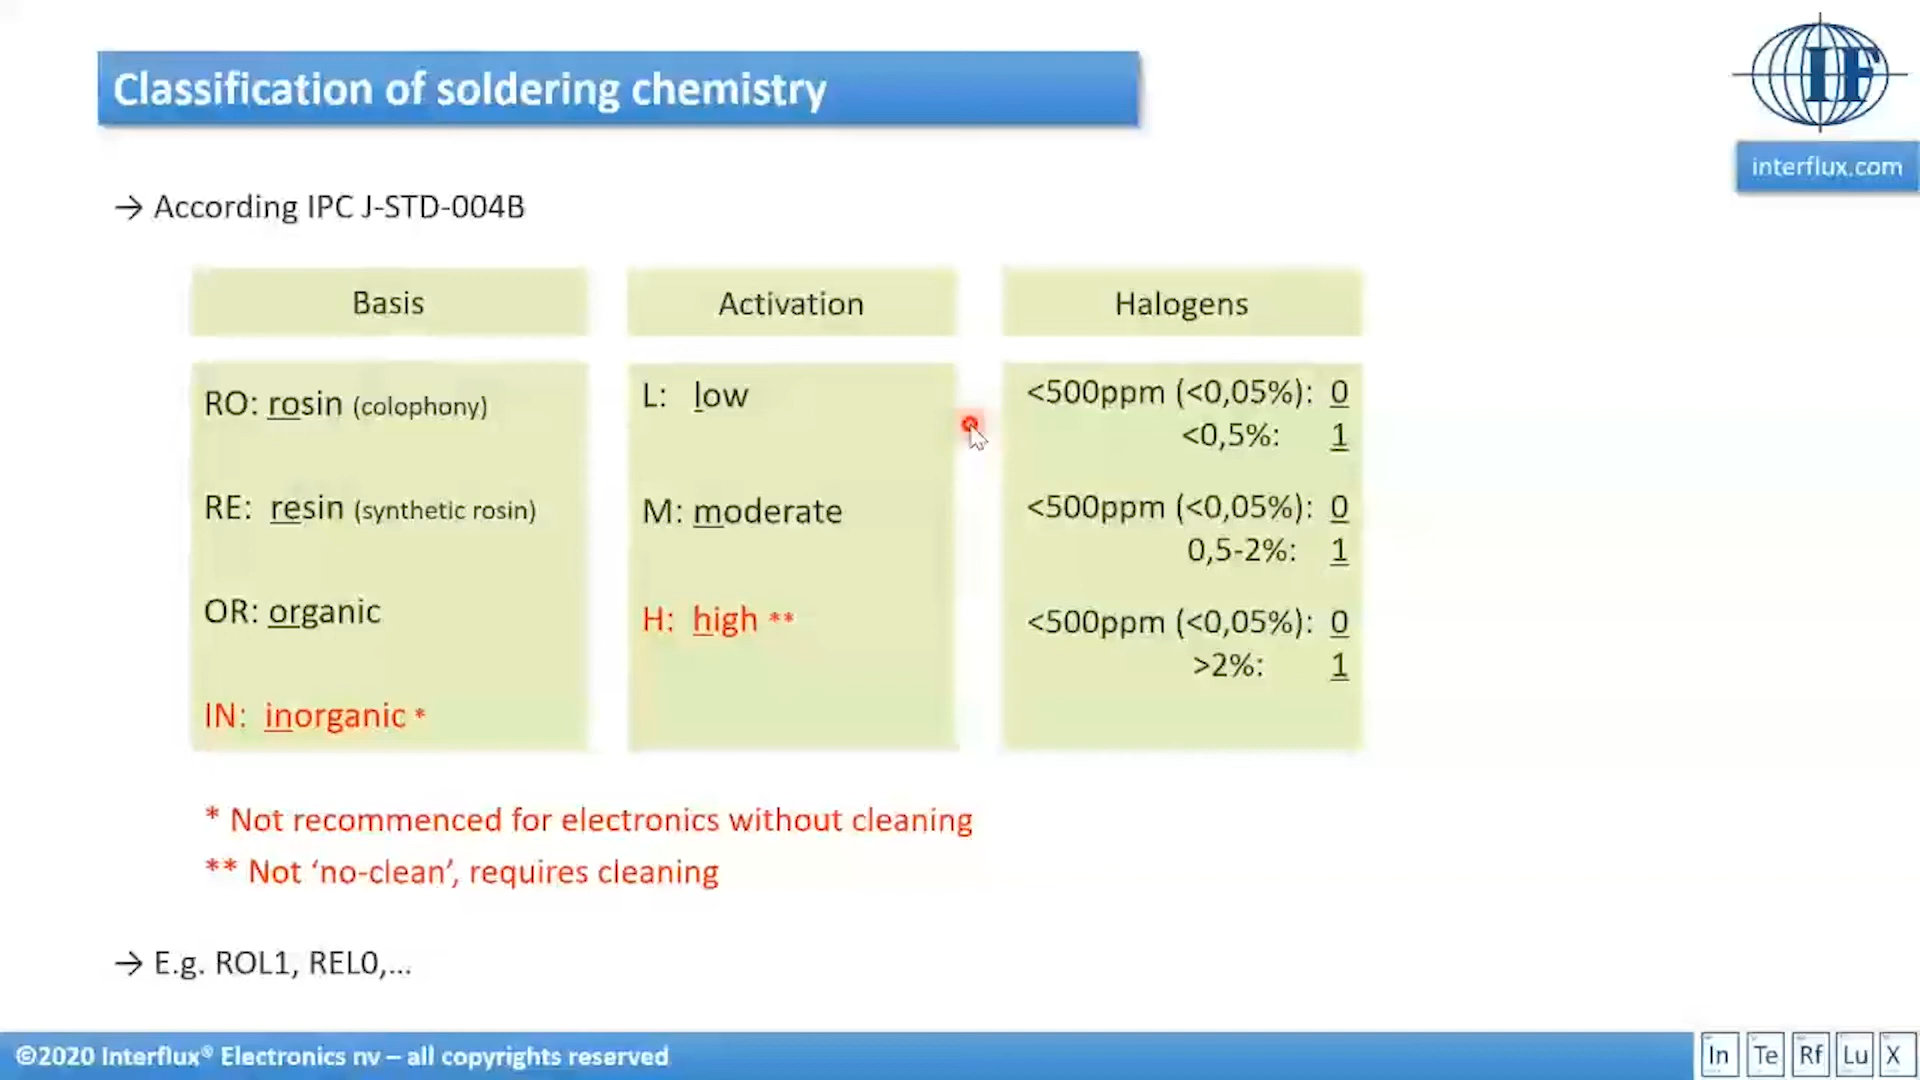 Classification of soldering chemistry
IF
interflux.com
→ According IPC J-STD-004B
Basis
Activation
Halogens
RO: rosin (colophony)
RE: resin (synthetic rosin)
OR: organic
IN: inorganic *
L: low
M: moderate
H: high **
<500ppm (<0,05%): 0
<0,5%: 1
<500ppm (<0,05%): 0
0,5-2%: 1
<500ppm (<0,05%): 0
>2%: 1
* Not recommenced for electronics without cleaning
** Not ‘no-clean’, requires cleaning
→ E.g. ROL1, REL0,...
©2020 Interflux® Electronics nv – all copyrights reserved
In Te Rf Lu X